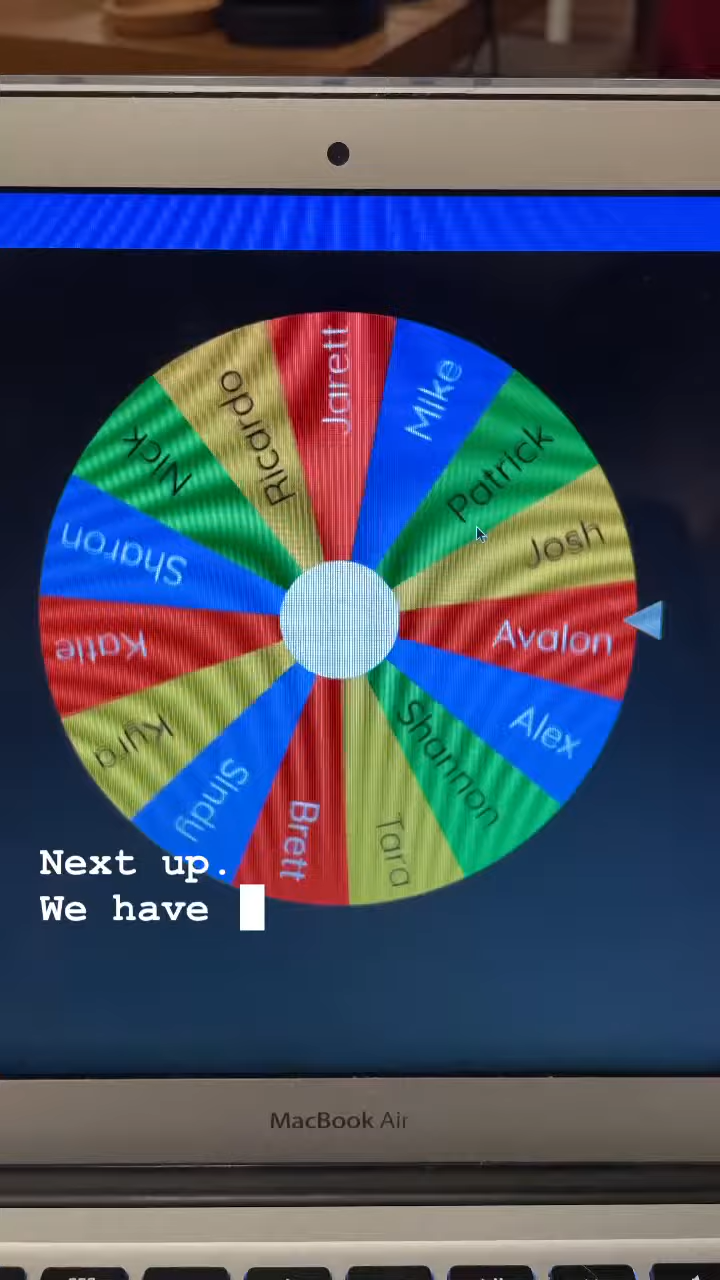 Jarett
Mike
Patrick
Josh
Avalon
Alex
Shannon
Tara
Brett
Sindy
Kyra
Katie
Sharon
Nick
Ricardo
Next up.
We have
MacBook Air